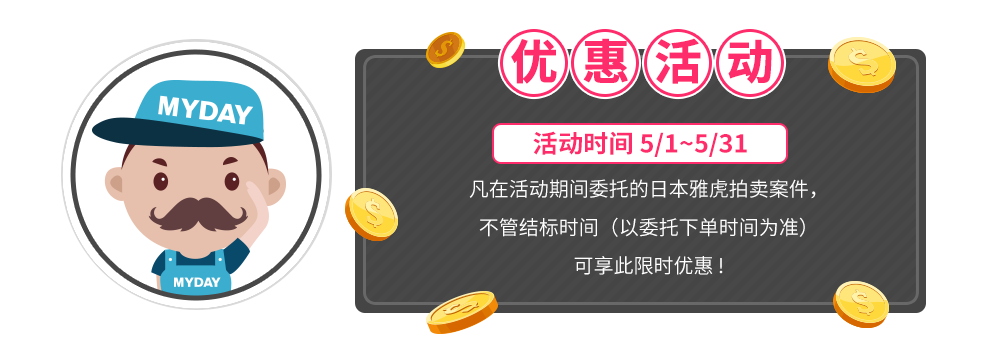 MYDAY
MYDAY
优惠活动
活动时间 5/1~5/31
凡在活动期间委托的日本雅虎拍卖案件，
不管结标时间（以委托下单时间为准）
可享此限时优惠！